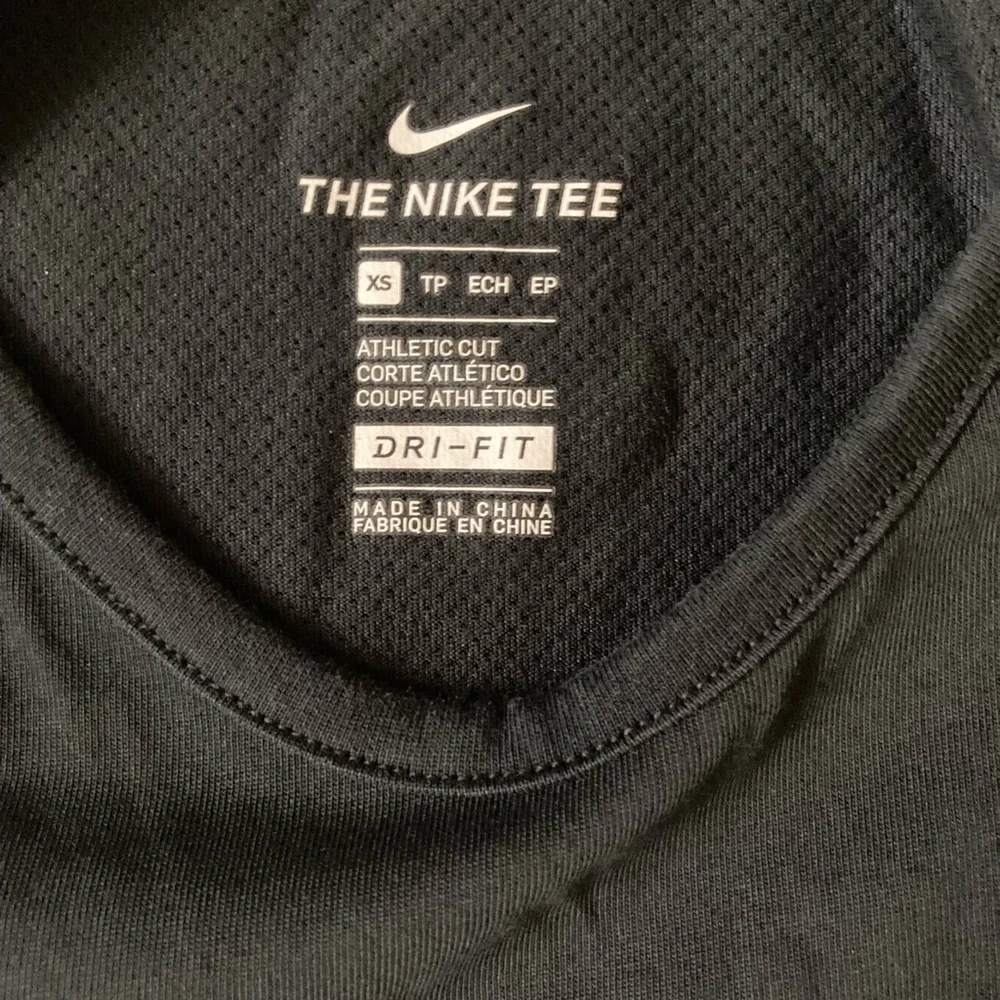 THE NIKE TEE
XS TP ECH EP
ATHLETIC CUT
CORTE ATLÉTICO
COUPE ATHLÉTIQUE
DRI-FIT
MADE IN CHINA
FABRIQUE EN CHINE